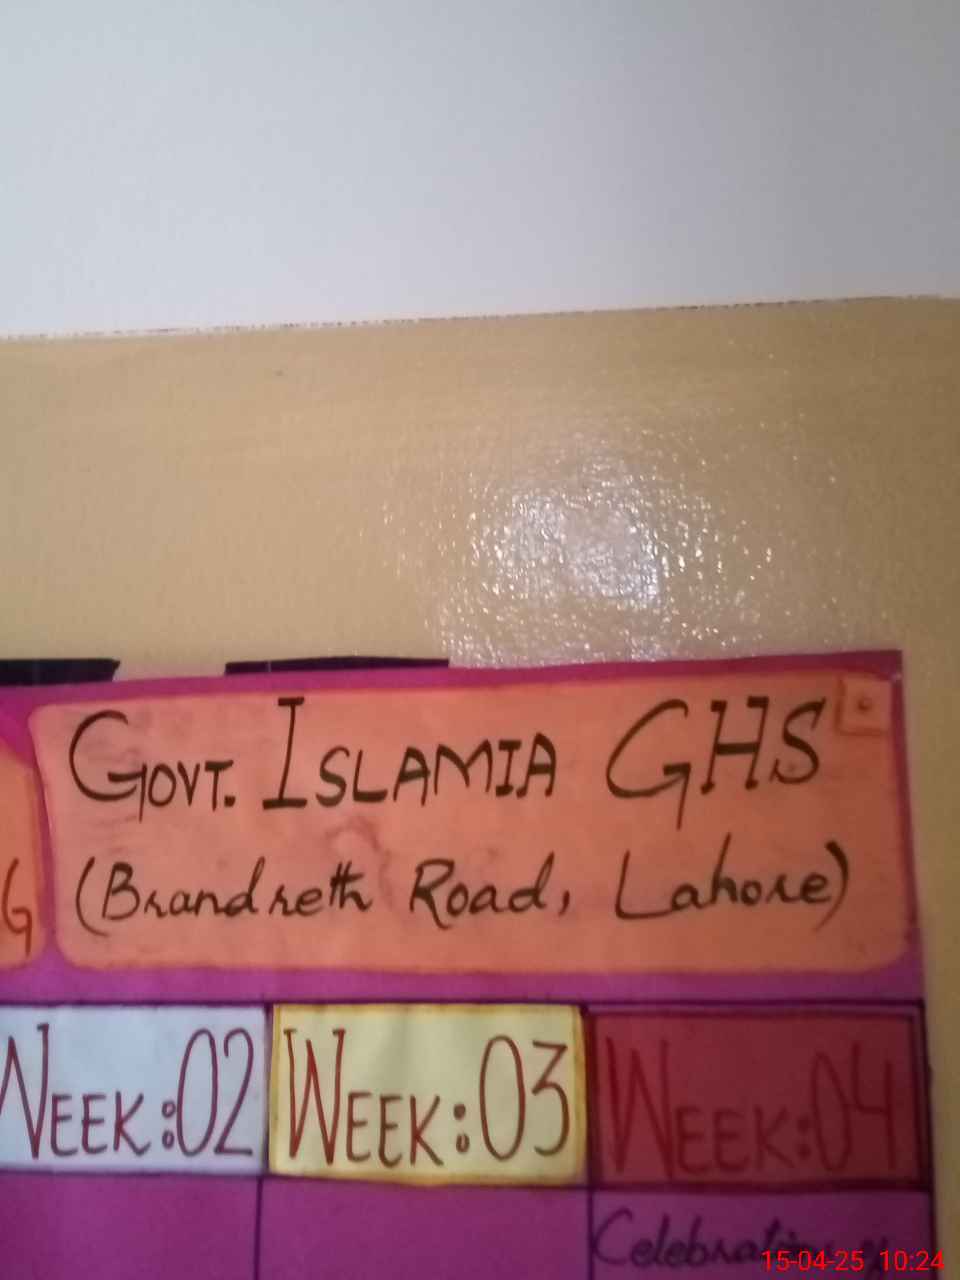 GOVT. ISLAMIA GHS
G
(Brandreth Road, Lahore)
WEEK:02
WEEK:03
WEEK:04
15-04-25 10:24